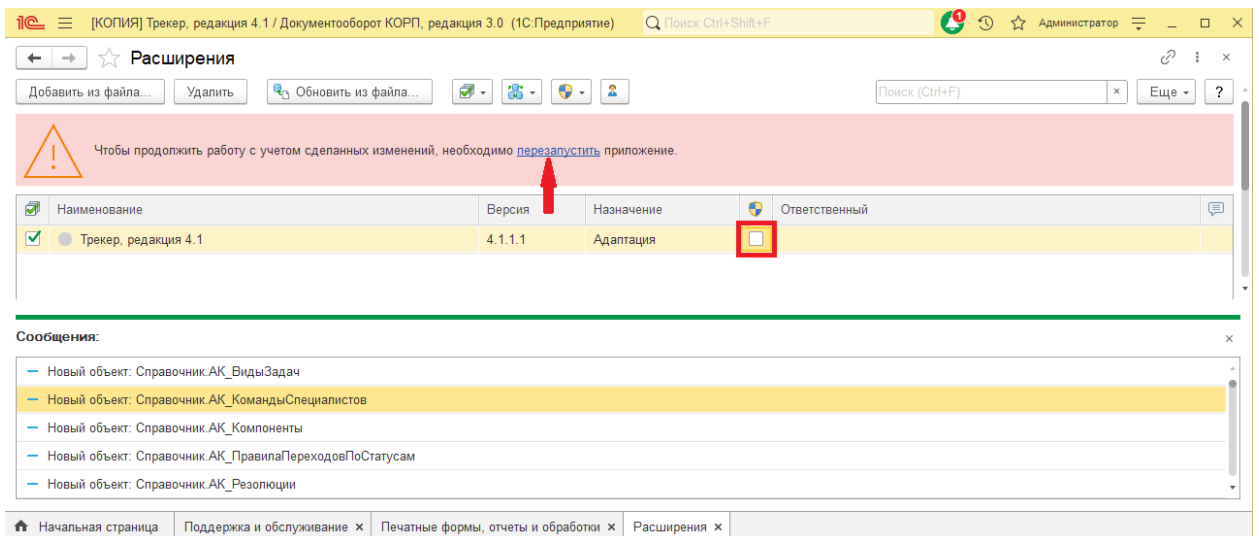 [КОПИЯ] Трекер, редакция 4.1 / Документооборот КОРП, редакция 3.0 (1С:Предприятие) Поиск Ctrl+Shift+F 1 Администратор
Расширения
Добавить из файла... Удалить Обновить из файла... Поиск (Ctrl+F) × Еще ?
Чтобы продолжить работу с учетом сделанных изменений, необходимо перезапустить приложение.
Наименование Версия Назначение Ответственный
Трекер, редакция 4.1 4.1.1.1 Адаптация
Сообщения:
Новый объект: Справочник.АК_ВидыЗадач
Новый объект: Справочник.АК_КомандыСпециалистов
Новый объект: Справочник.АК_Компоненты
Новый объект: Справочник.АК_ПравилаПереходовПоСтатусам
Новый объект: Справочник.АК_Резолюции
Начальная страница Поддержка и обслуживание × Печатные формы, отчеты и обработки × Расширения ×